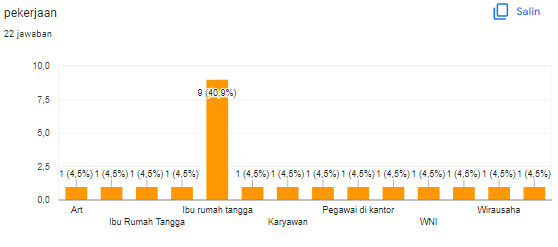 pekerjaan
Salin
22 jawaban
10,0
7,5
5,0
2,5
0,0
1 (4,5%) 1 (4,5%) 1 (4,5%) 1 (4,5%) 9 (40,9%) 1 (4,5%) 1 (4,5%) 1 (4,5%) 1 (4,5%) 1 (4,5%) 1 (4,5%) 1 (4,5%) 1 (4,5%) 1 (4,5%)
Art Ibu rumah tangga Pegawai di kantor Wirausaha
Ibu Rumah Tangga Karyawan WNI